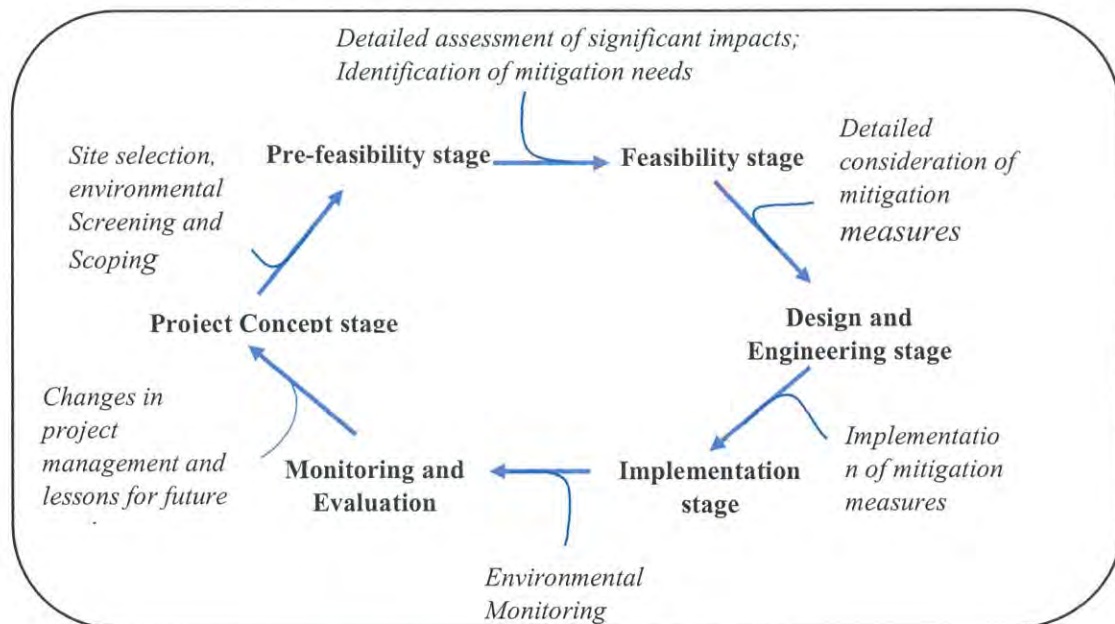 Detailed assessment of significant impacts;
Identification of mitigation needs
Site selection,
environmental
Screening and
Scoping
Pre-feasibility stage
Feasibility stage
Detailed
consideration of
mitigation
measures
Project Concept stage
Design and
Engineering stage
Changes in
project
management and
lessons for future
Monitoring and
Evaluation
Implementation
stage
Implementatio
n of mitigation
measures
Environmental
Monitoring